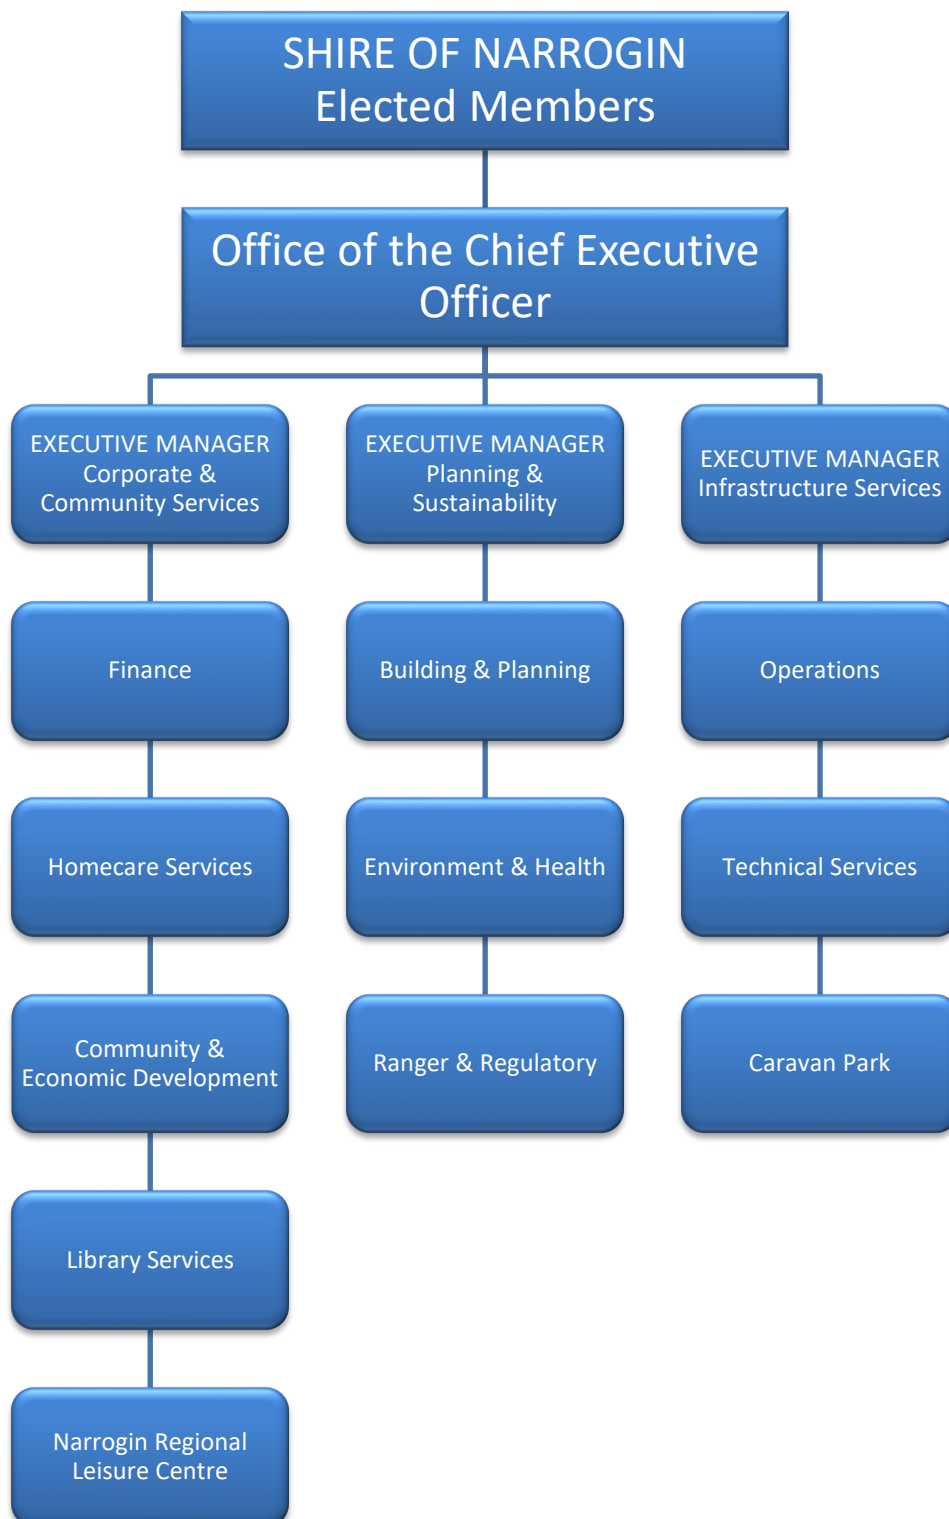 SHIRE OF NARROGIN
Elected Members
Office of the Chief Executive
Officer
EXECUTIVE MANAGER
Corporate &
Community Services
EXECUTIVE MANAGER
Planning &
Sustainability
EXECUTIVE MANAGER
Infrastructure Services
Finance
Building & Planning
Operations
Homecare Services
Environment & Health
Technical Services
Community &
Economic Development
Ranger & Regulatory
Caravan Park
Library Services
Narrogin Regional
Leisure Centre